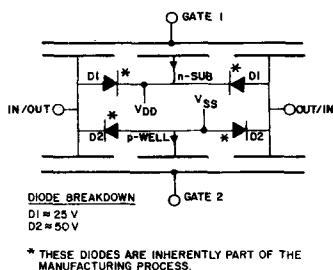 GATE 1
D1 * n-SUB * D1
IN/OUT VDD VSS OUT/IN
D2 * p-WELL * D2
GATE 2
DIODE BREAKDOWN
D1 ≈ 25 V
D2 ≈ 50 V
* THESE DIODES ARE INHERENTLY PART OF THE
MANUFACTURING PROCESS.